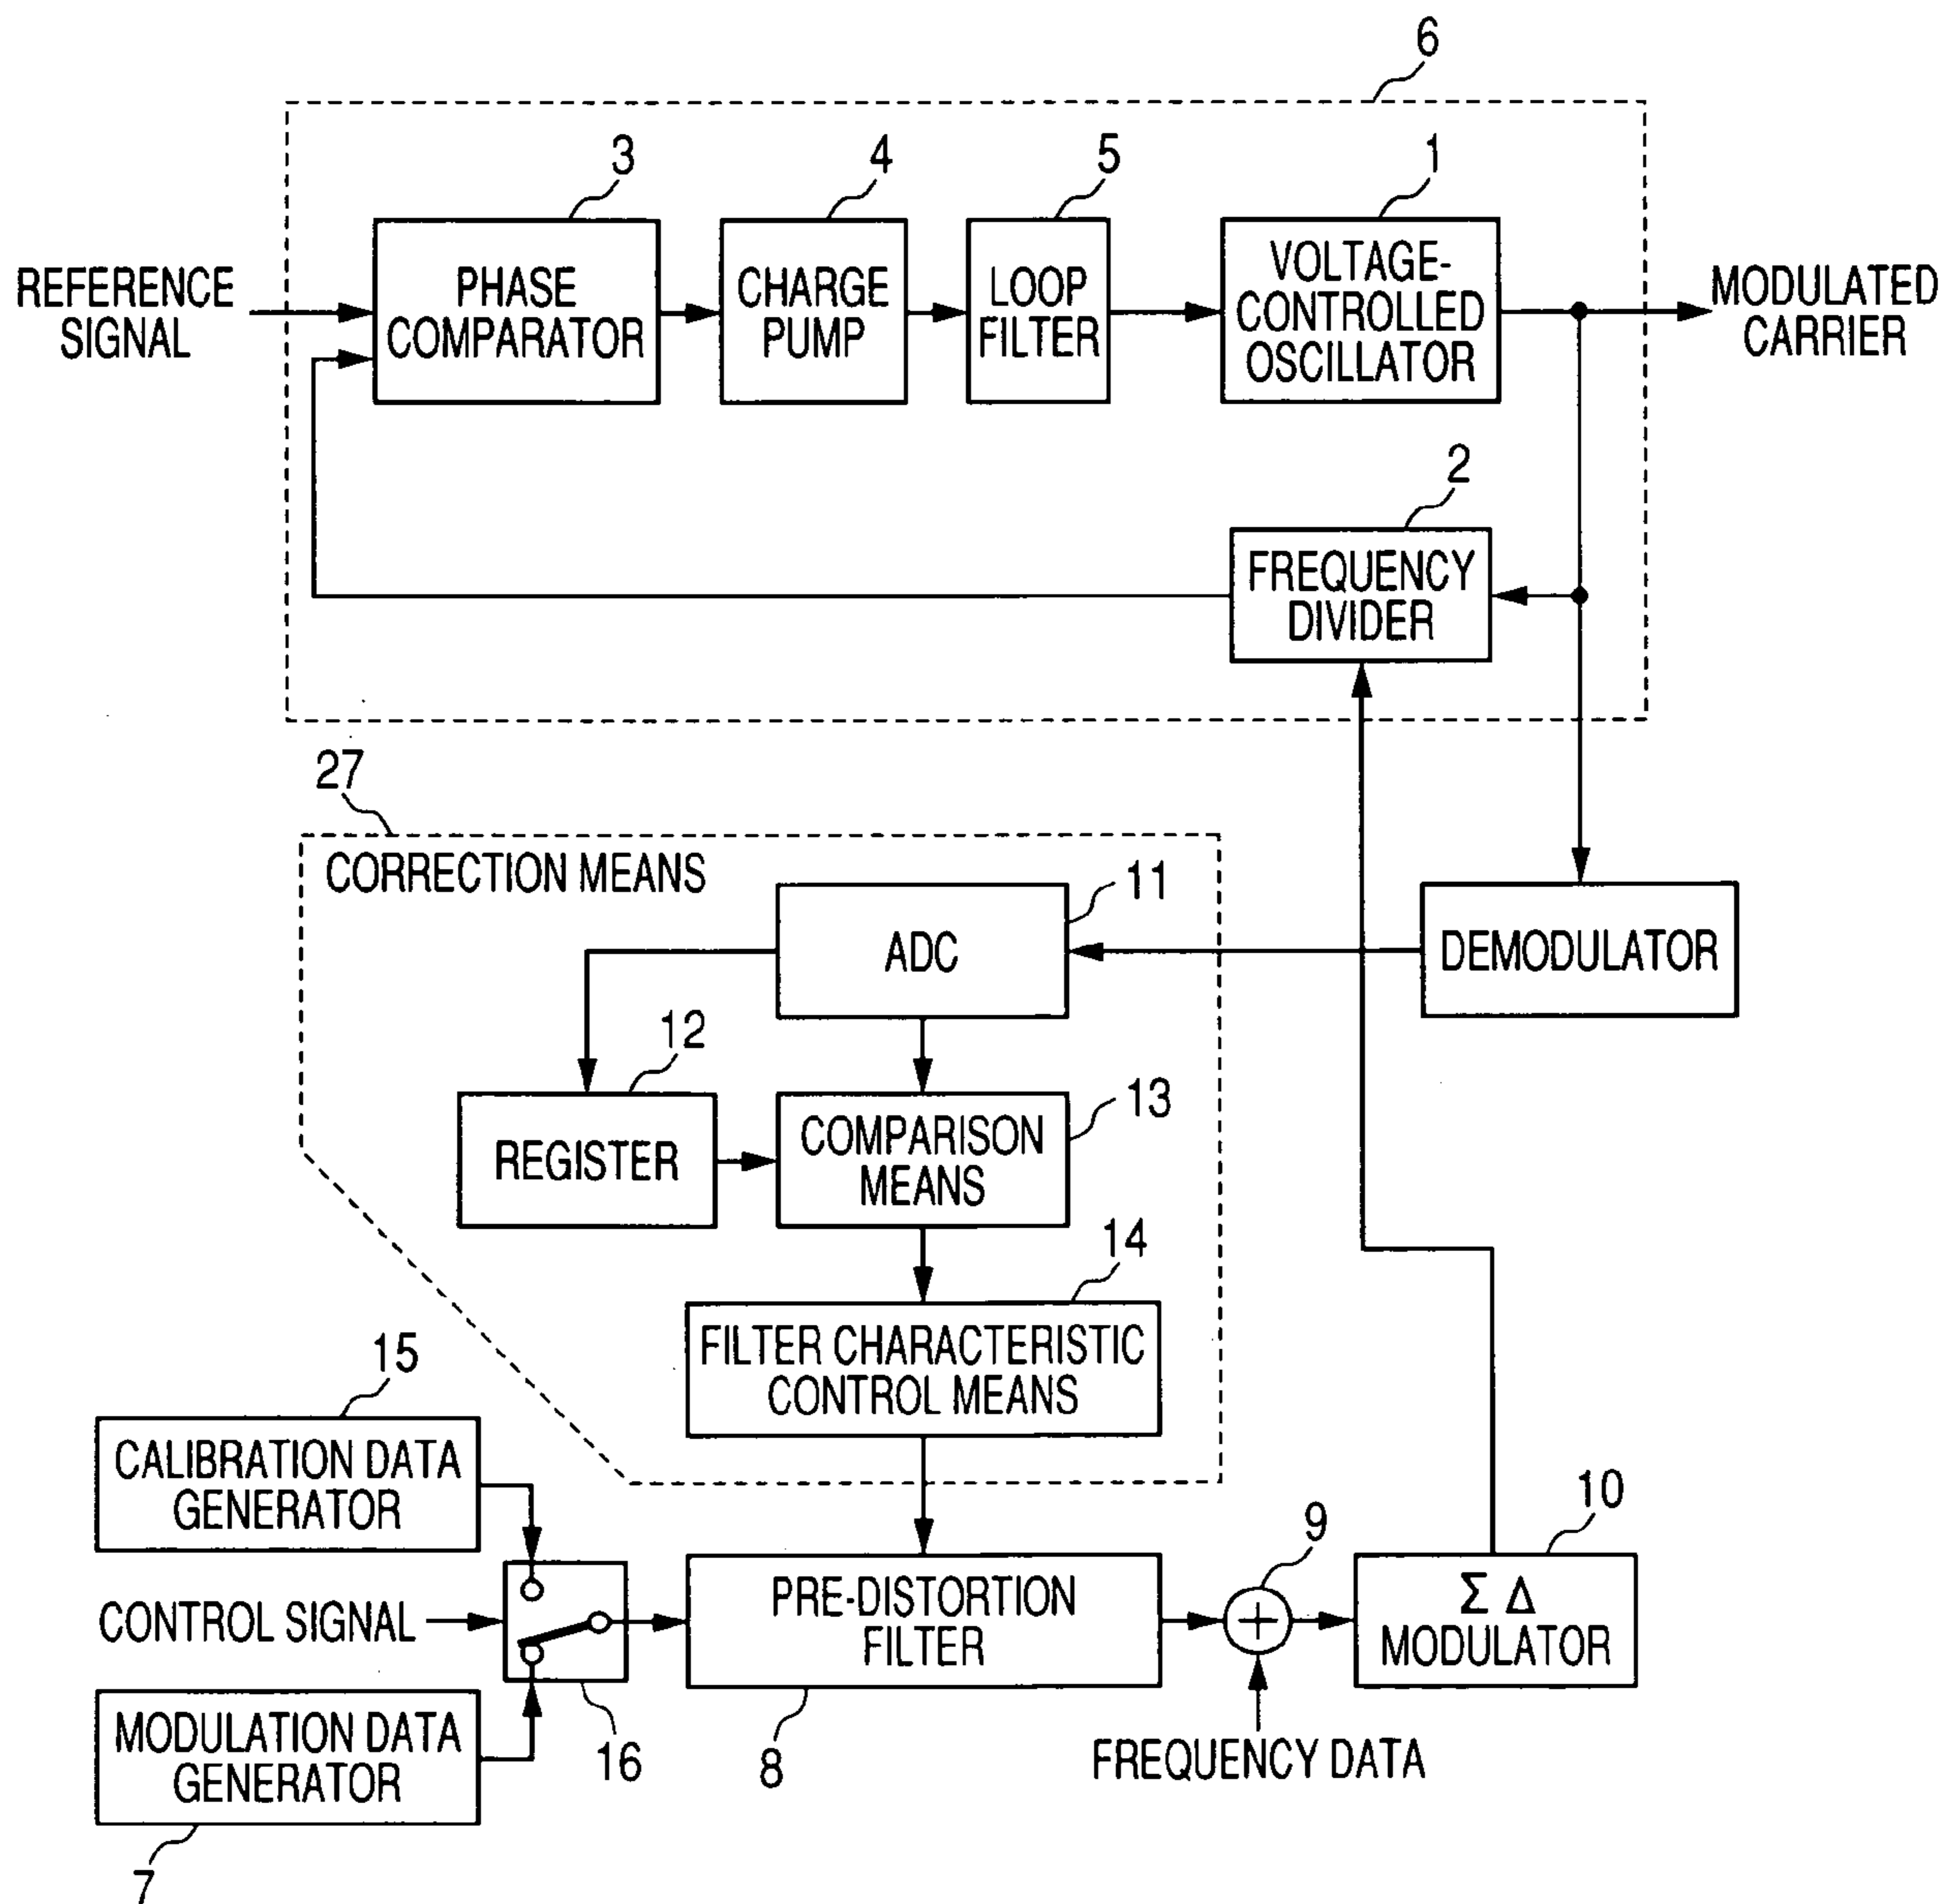 6
3
4
5
1
REFERENCE
SIGNAL
PHASE
COMPARATOR
CHARGE
PUMP
LOOP
FILTER
VOLTAGE-
CONTROLLED
OSCILLATOR
MODULATED
CARRIER
2
FREQUENCY
DIVIDER
27
CORRECTION MEANS
11
ADC
DEMODULATOR
12
REGISTER
13
COMPARISON
MEANS
14
FILTER CHARACTERISTIC
CONTROL MEANS
15
CALIBRATION DATA
GENERATOR
CONTROL SIGNAL
16
PRE-DISTORTION
FILTER
8
9
+
FREQUENCY DATA
10
Σ Δ
MODULATOR
MODULATION DATA
GENERATOR
7